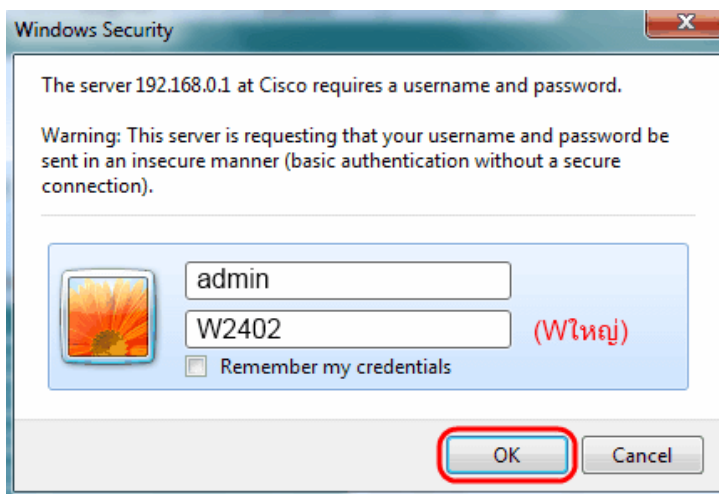 Windows Security
The server 192.168.0.1 at Cisco requires a username and password.
Warning: This server is requesting that your username and password be
sent in an insecure manner (basic authentication without a secure
connection).
admin
W2402 (Wใหญ่)
Remember my credentials
OK Cancel